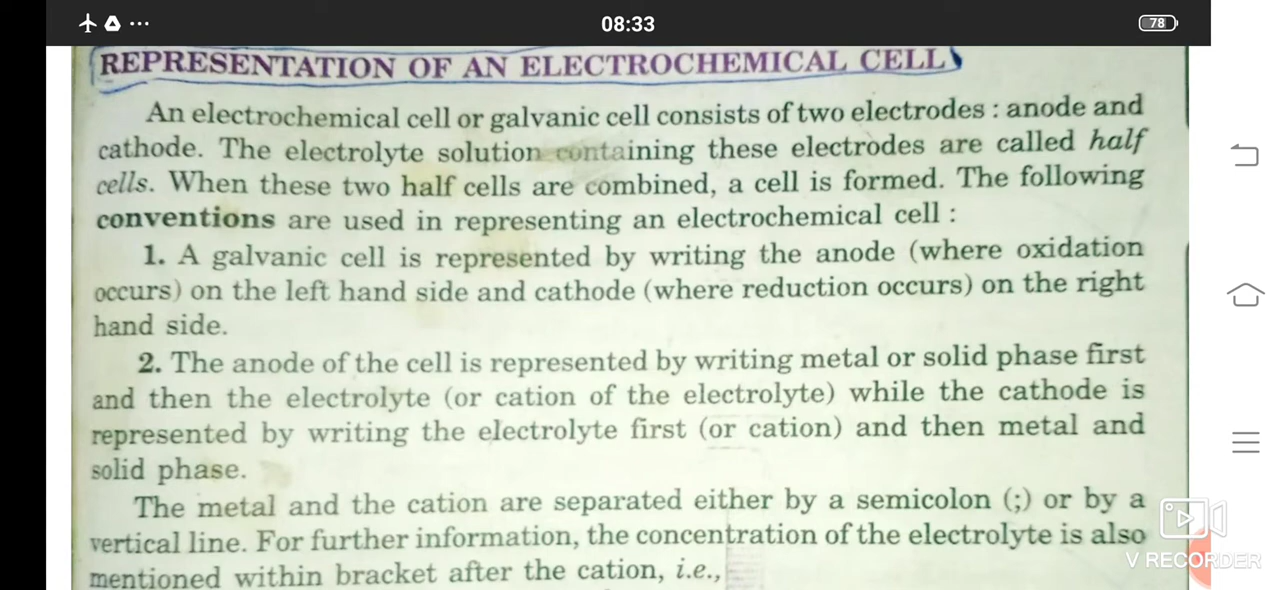 08:33
78
REPRESENTATION OF AN ELECTROCHEMICAL CELL
An electrochemical cell or galvanic cell consists of two electrodes : anode and
cathode. The electrolyte solution containing these electrodes are called half
cells. When these two half cells are combined, a cell is formed. The following
conventions are used in representing an electrochemical cell :
1. A galvanic cell is represented by writing the anode (where oxidation
occurs) on the left hand side and cathode (where reduction occurs) on the right
hand side.
2. The anode of the cell is represented by writing metal or solid phase first
and then the electrolyte (or cation of the electrolyte) while the cathode is
represented by writing the electrolyte first (or cation) and then metal and
solid phase.
The metal and the cation are separated either by a semicolon (;) or by a
vertical line. For further information, the concentration of the electrolyte is also
mentioned within bracket after the cation, i.e.,
V RECORDER